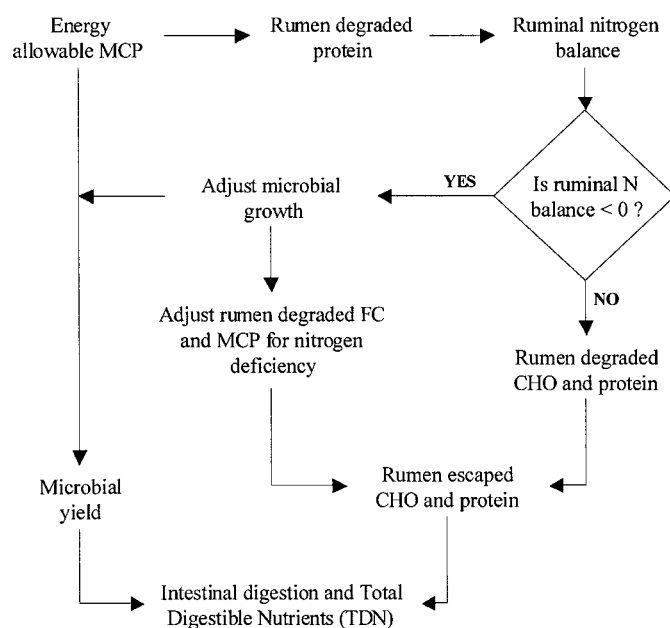 Energy
allowable MCP
Rumen degraded
protein
Ruminal nitrogen
balance
Is ruminal N
balance < 0 ?
YES
Adjust microbial
growth
NO
Adjust rumen degraded FC
and MCP for nitrogen
deficiency
Rumen degraded
CHO and protein
Rumen escaped
CHO and protein
Microbial
yield
Intestinal digestion and Total
Digestible Nutrients (TDN)